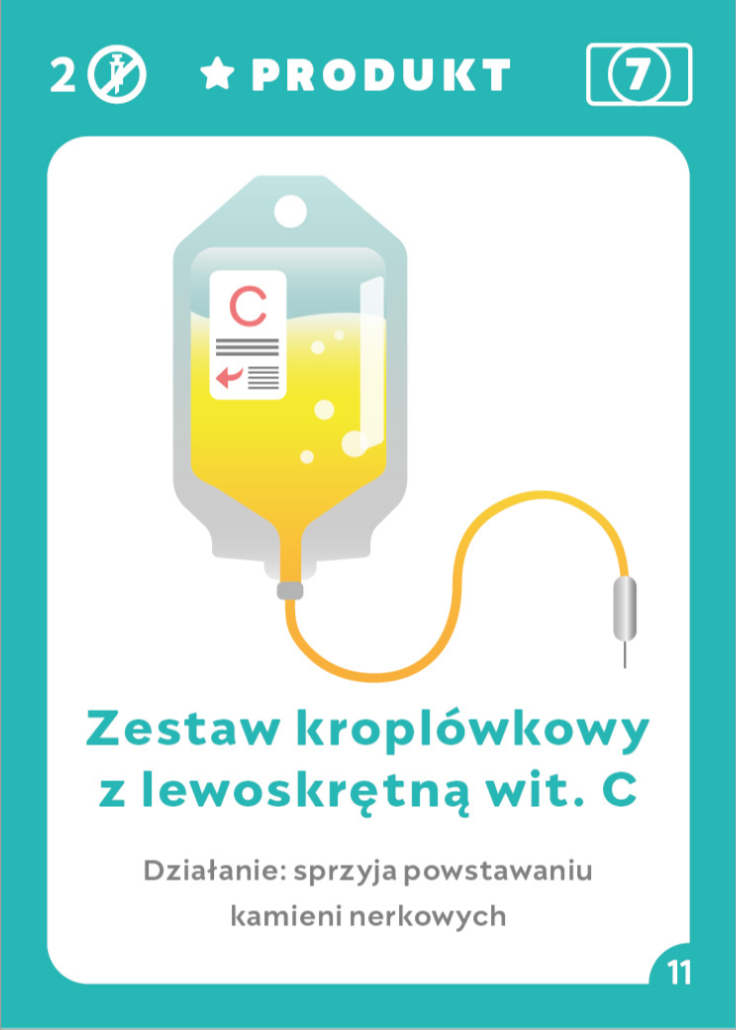 2 PRODUKT 7
C
Zestaw kroplówkowy
z lewoskrętną wit. C
Działanie: sprzyja powstawaniu
kamieni nerkowych
11